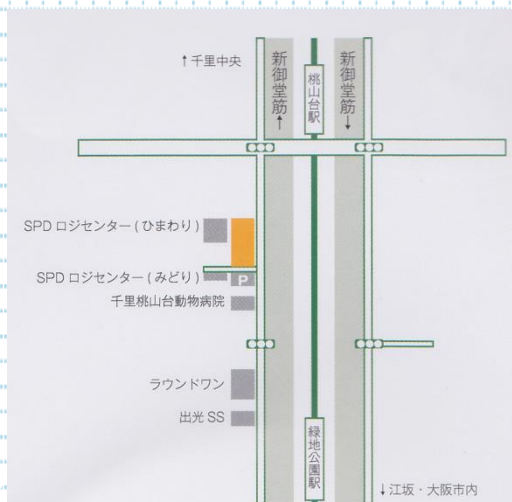 ↑千里中央
新御堂筋↑
桃山台駅
新御堂筋↓
SPD ロジセンター(ひまわり)
SPD ロジセンター(みどり)
P
千里桃山台動物病院
ラウンドワン
出光 SS
緑地公園駅
↓江坂・大阪市内